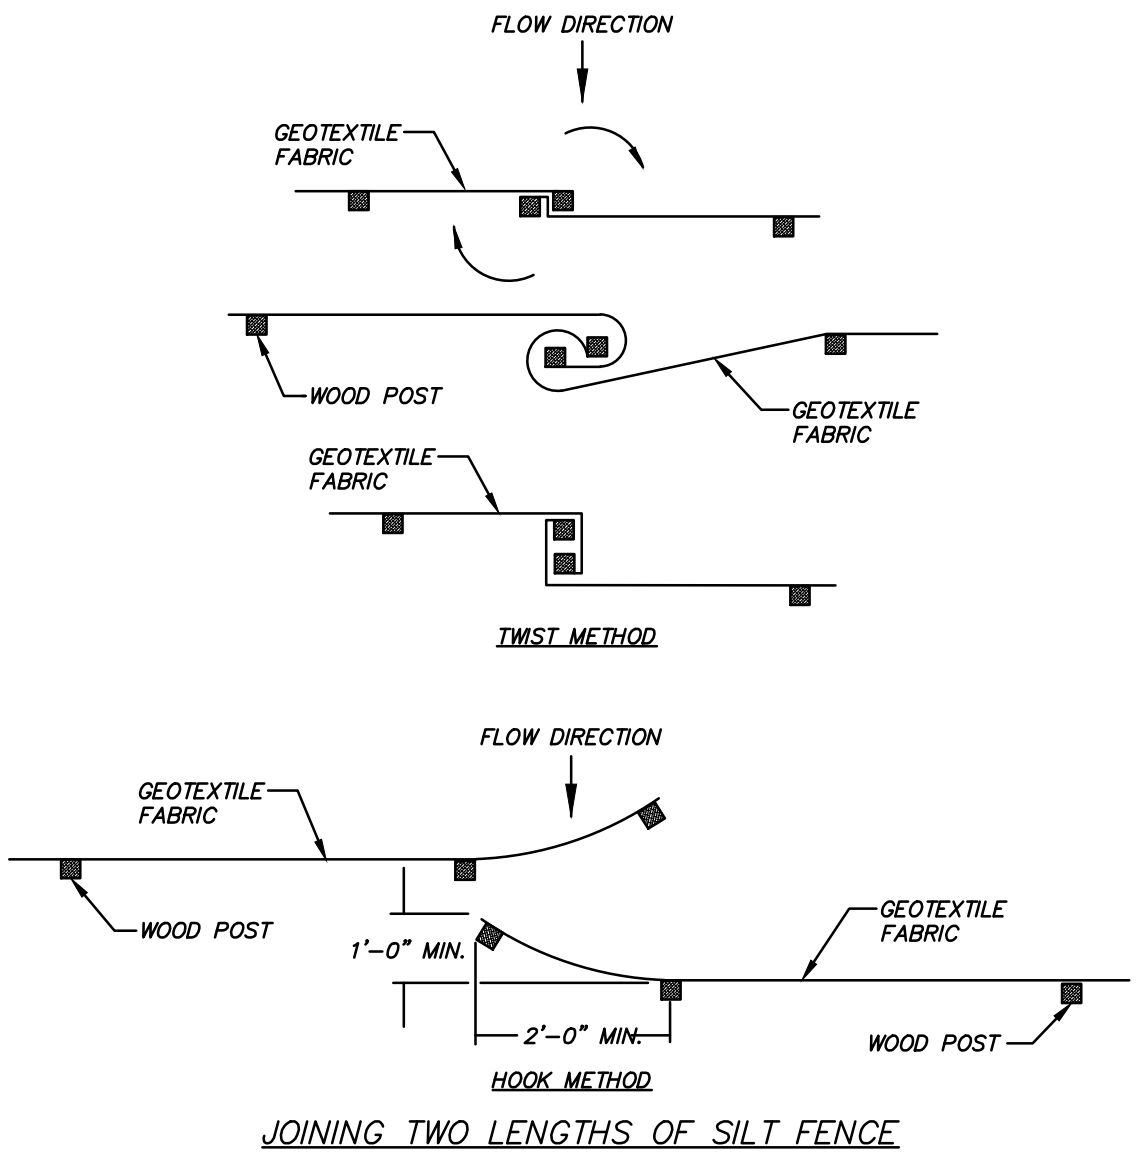 FLOW DIRECTION
GEOTEXTILE
FABRIC
WOOD POST
GEOTEXTILE
FABRIC
GEOTEXTILE
FABRIC
TWIST METHOD
FLOW DIRECTION
GEOTEXTILE
FABRIC
WOOD POST
GEOTEXTILE
FABRIC
1'-0" MIN.
2'-0" MIN.
WOOD POST
HOOK METHOD
JOINING TWO LENGTHS OF SILT FENCE